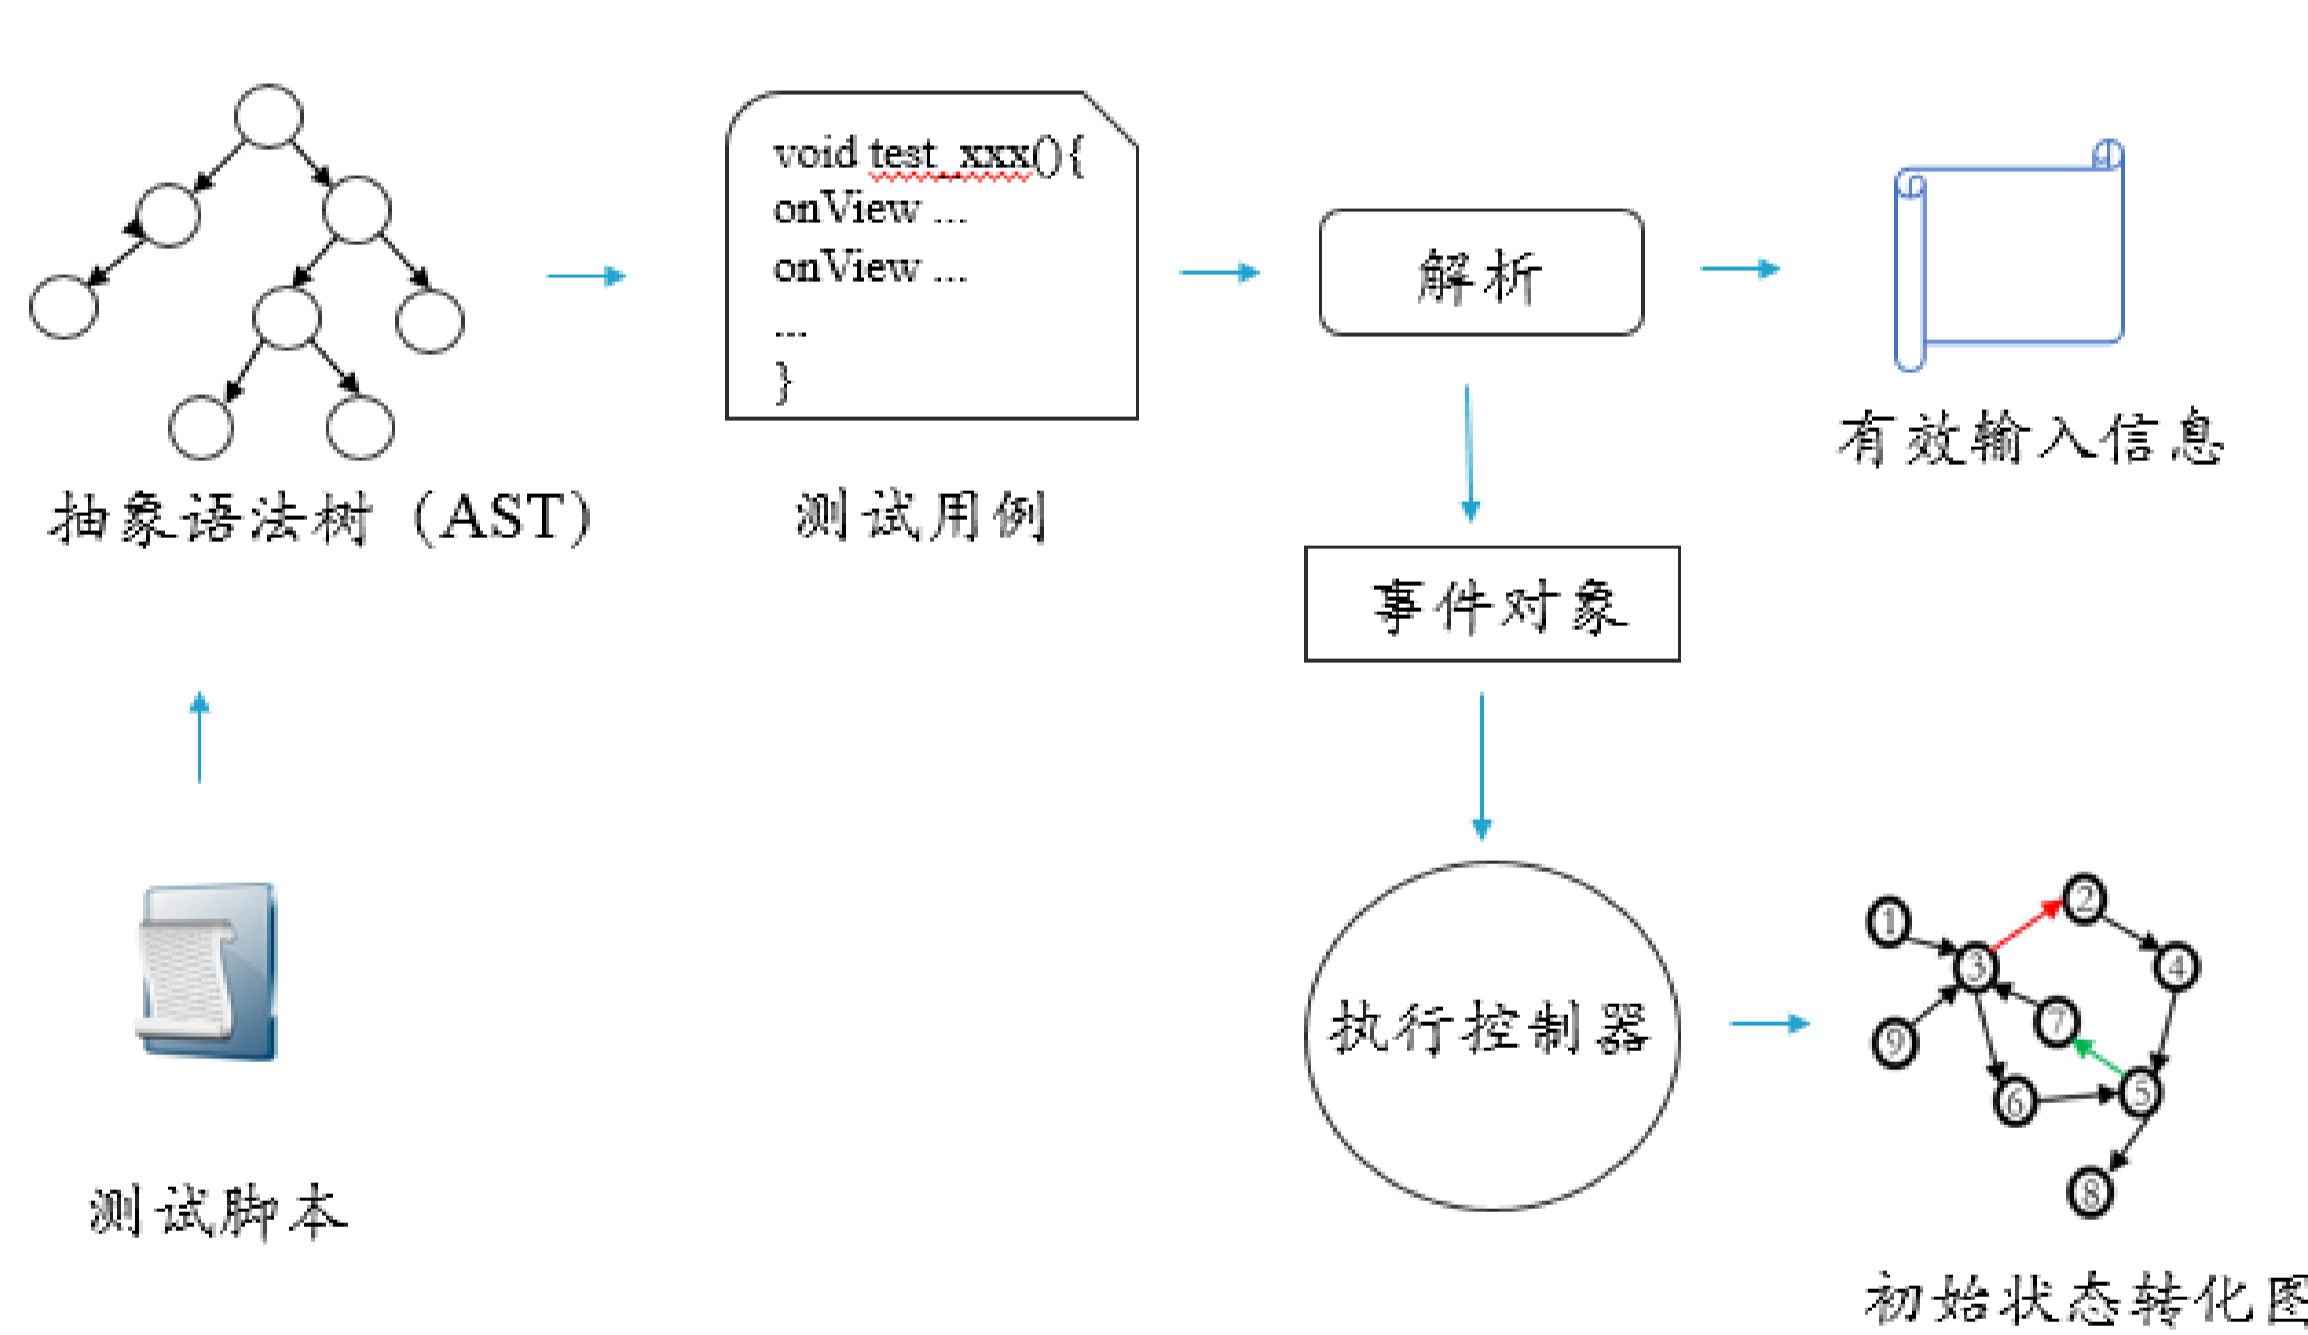 void test_xxx(){
onView ...
onView ...
...
}
解析
有效输入信息
抽象语法树（AST）
测试用例
事件对象
执行控制器
1
2
3
4
9
7
6
5
8
测试脚本
初始状态转化图